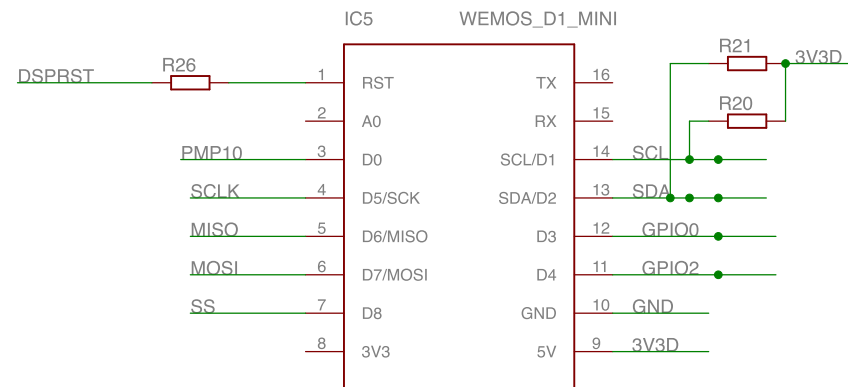 IC5 WEMOS_D1_MINI
R21
3V3D
R26
DSPRST 1 RST TX 16
R20
2 A0 RX 15
PMP10 3 D0 SCL/D1 14 SCL
SCLK 4 D5/SCK SDA/D2 13 SDA
MISO 5 D6/MISO D3 12 GPIO0
MOSI 6 D7/MOSI D4 11 GPIO2
SS 7 D8 GND 10 GND
8 3V3 5V 9 3V3D